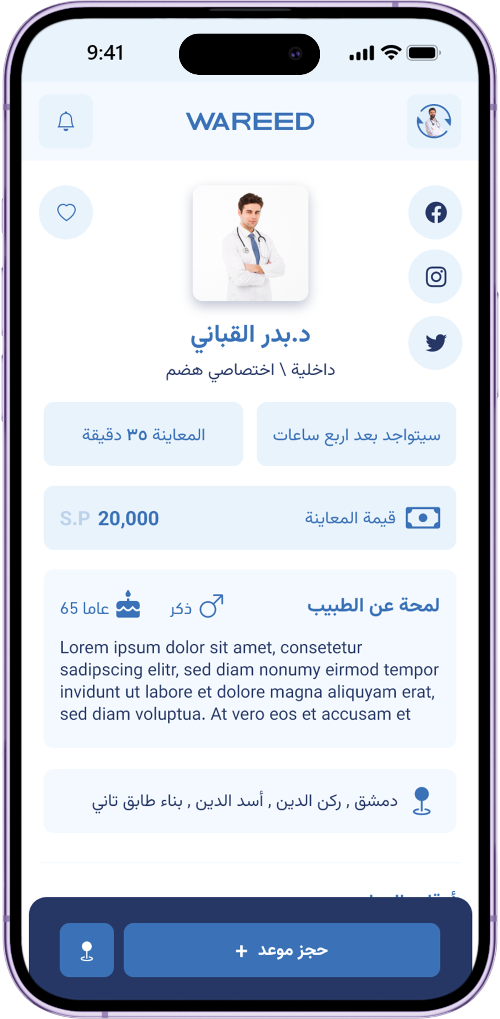 9:41
WAREED
د.بدر القباني
داخلية \ اختصاصي هضم
سيتواجد بعد اربع ساعات
المعاينة ٣٥ دقيقة
قيمة المعاينة
20,000 S.P
لمحة عن الطبيب
ذكر
65 عاما
Lorem ipsum dolor sit amet, consetetur
sadipscing elitr, sed diam nonumy eirmod tempor
invidunt ut labore et dolore magna aliquyam erat,
sed diam voluptua. At vero eos et accusam et
دمشق , ركن الدين , أسد الدين , بناء طابق تاني
حجز موعد +